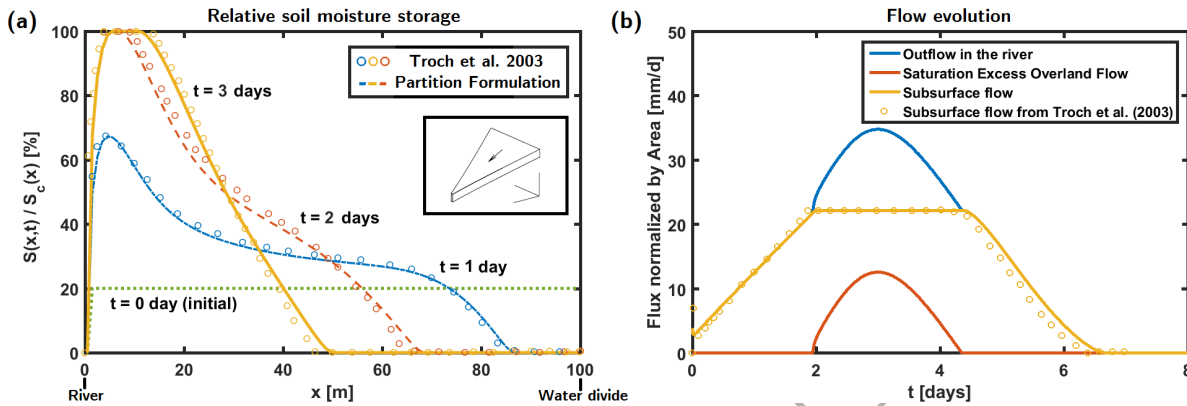 (a)
Relative soil moisture storage
S(x,t) / S_c(x) [%]
100
80
60
40
20
0
Troch et al. 2003
Partition Formulation
t = 3 days
t = 2 days
t = 1 day
t = 0 day (initial)
0
20
40
60
80
100
River
x [m]
Water divide
(b)
Flow evolution
Flux normalized by Area [mm/d]
50
40
30
20
10
0
Outflow in the river
Saturation Excess Overland Flow
Subsurface flow
Subsurface flow from Troch et al. (2003)
0
2
4
6
8
t [days]